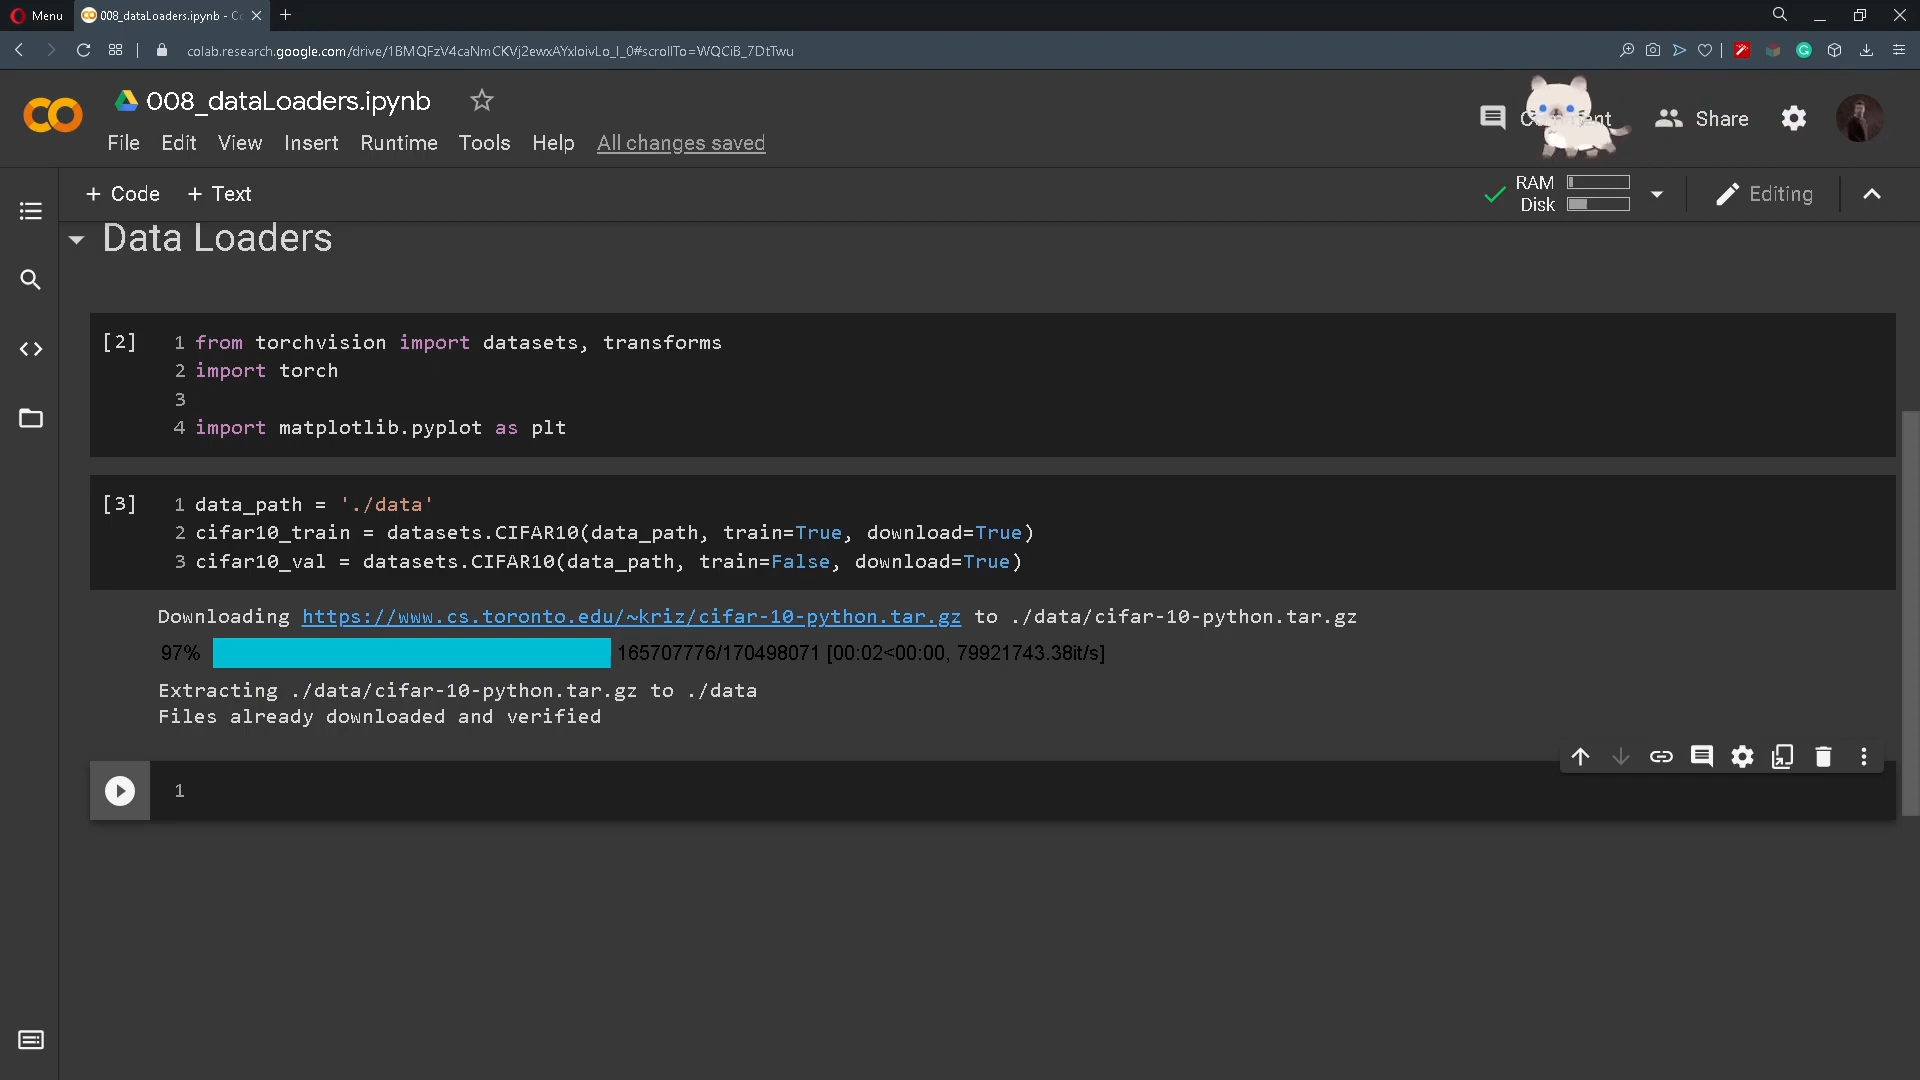 Menu
008_dataLoaders.ipynb - Co
colab.research.google.com/drive/1BMQFzV4caNmCKVj2ewxAYxloivLo_l_0#scrollTo=WQCiB_7DtTwu
008_dataLoaders.ipynb
File Edit View Insert Runtime Tools Help All changes saved
Share
+ Code + Text
RAM
Disk
Editing
Data Loaders
[2]
1 from torchvision import datasets, transforms
2 import torch
3
4 import matplotlib.pyplot as plt
[3]
1 data_path = './data'
2 cifar10_train = datasets.CIFAR10(data_path, train=True, download=True)
3 cifar10_val = datasets.CIFAR10(data_path, train=False, download=True)
Downloading https://www.cs.toronto.edu/~kriz/cifar-10-python.tar.gz to ./data/cifar-10-python.tar.gz
97% 165707776/170498071 [00:02<00:00, 79921743.38it/s]
Extracting ./data/cifar-10-python.tar.gz to ./data
Files already downloaded and verified
1